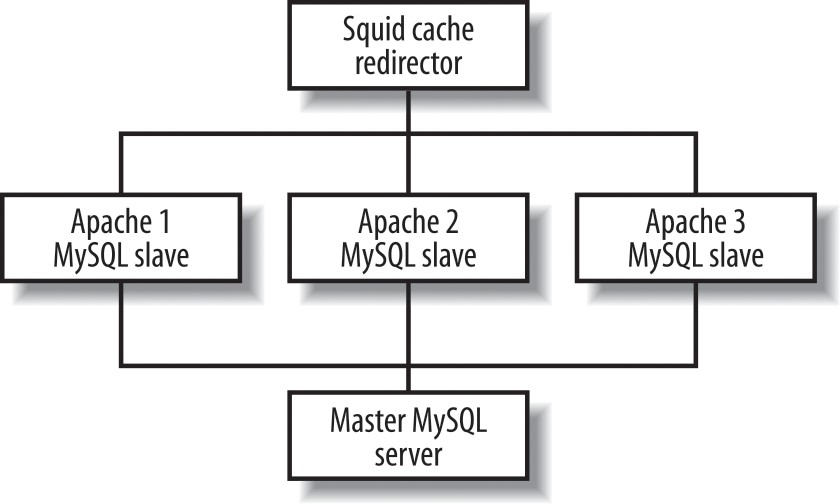 Squid cache
redirector
Apache 1
MySQL slave
Apache 2
MySQL slave
Apache 3
MySQL slave
Master MySQL
server